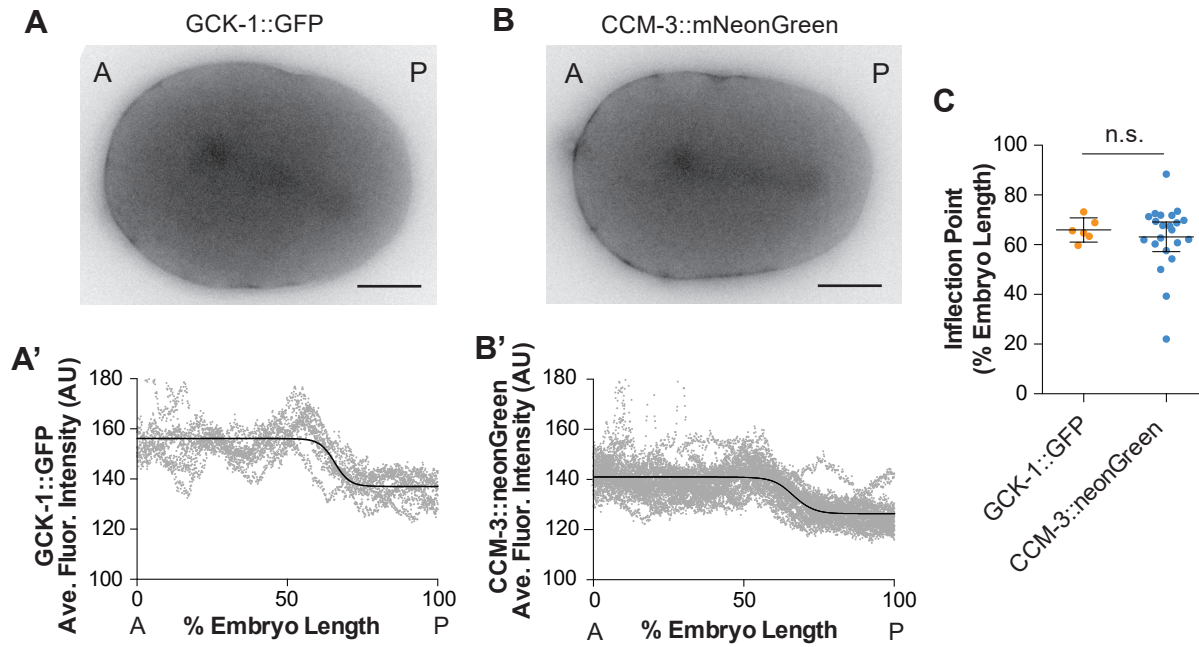 A
GCK-1::GFP
A
P
B
CCM-3::mNeonGreen
A
P
C
n.s.
100
80
60
40
20
0
Inflection Point
(% Embryo Length)
GCK-1::GFP
CCM-3::neonGreen
A'
GCK-1::GFP
Ave. Fluor. Intensity (AU)
180
160
140
120
100
0
50
100
A
% Embryo Length
P
B'
CCM-3::neonGreen
Ave. Fluor. Intensity (AU)
180
160
140
120
100
0
50
100
A
% Embryo Length
P